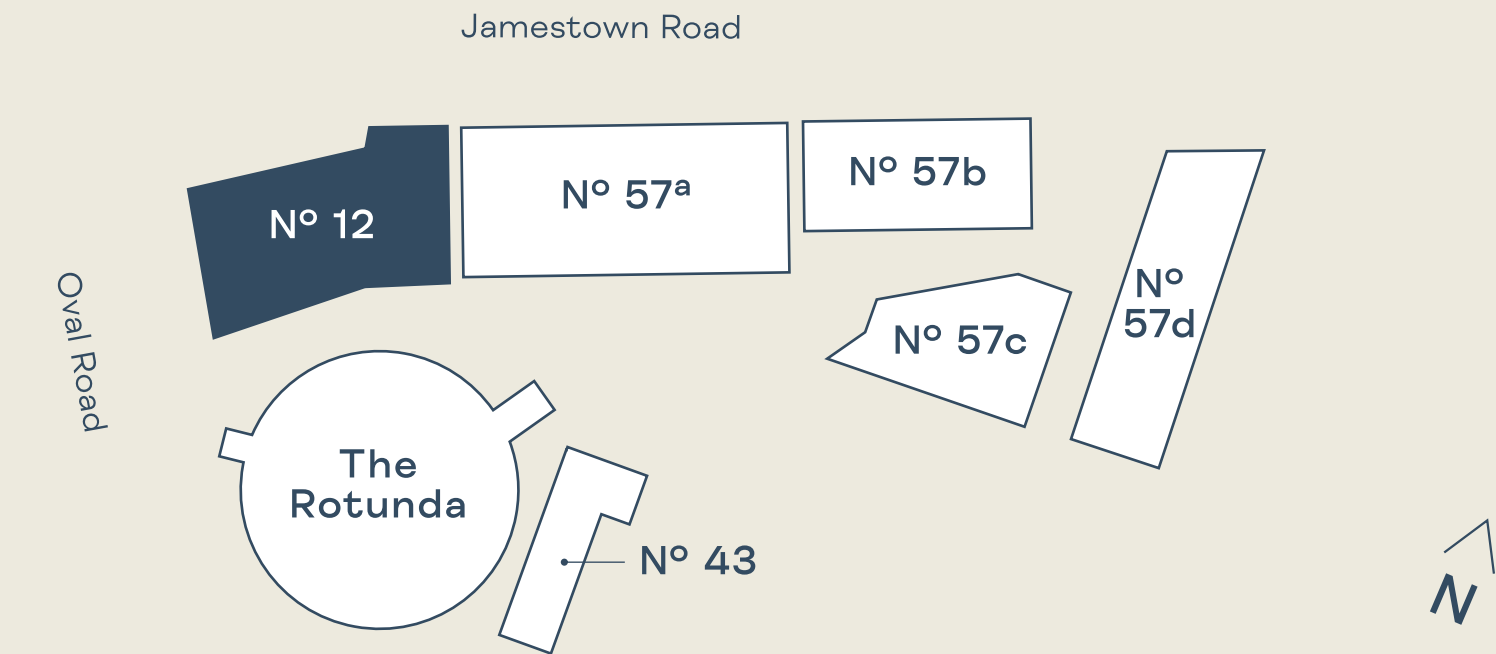 Jamestown Road
Nº 12
Nº 57ª
Nº 57b
Nº
57d
Nº 57c
Oval Road
The
Rotunda
Nº 43
N